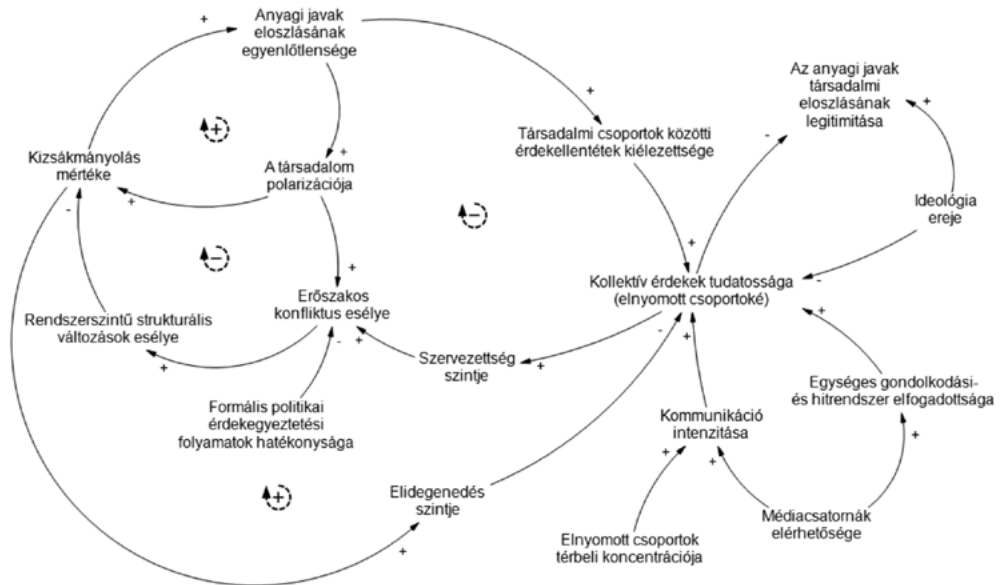 Anyagi javak
eloszlásának
egyenlőtlensége
+
+
Az anyagi javak
társadalmi
eloszlásának
legitimitása
+
-
Társadalmi csoportok közötti
érdekellentétek kiélezettsége
+
+
A társadalom
polarizációja
Kizsákmányolás
mértéke
+
-
Ideológia
ereje
-
-
+
+
-
Kollektív érdekek tudatossága
(elnyomott csoportoké)
+
-
+
Erőszakos
konfliktus esélye
-
+
Rendszerszintű strukturális
változások esélye
+
Szervezettség
szintje
+
Egységes gondolkodási-
és hitrendszer elfogadottsága
Formális politikai
érdekegyeztetési
folyamatok hatékonysága
Kommunikáció
intenzitása
+
+
+
+
Elidegenedés
szintje
+
Médiacsatornák
elérhetősége
Elnyomott csoportok
térbeli koncentrációja